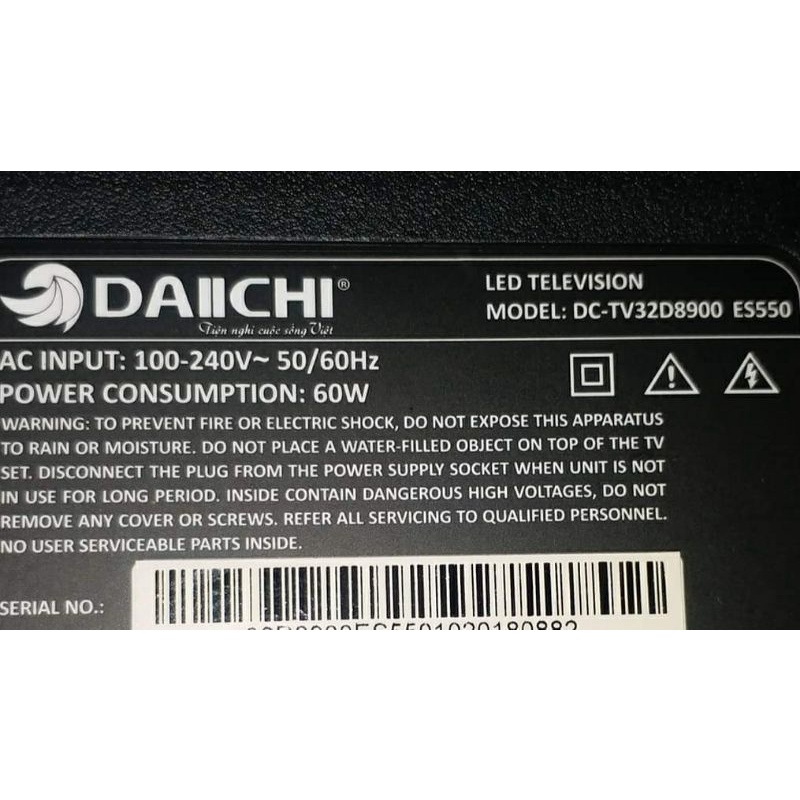 DAIICHI®
Tiện nghi cuộc sống Việt
LED TELEVISION
MODEL: DC-TV32D8900 ES550
AC INPUT: 100-240V~ 50/60Hz
POWER CONSUMPTION: 60W
WARNING: TO PREVENT FIRE OR ELECTRIC SHOCK, DO NOT EXPOSE THIS APPARATUS
TO RAIN OR MOISTURE. DO NOT PLACE A WATER-FILLED OBJECT ON TOP OF THE TV
SET. DISCONNECT THE PLUG FROM THE POWER SUPPLY SOCKET WHEN UNIT IS NOT
IN USE FOR LONG PERIOD. INSIDE CONTAIN DANGEROUS HIGH VOLTAGES, DO NOT
REMOVE ANY COVER OR SCREWS. REFER ALL SERVICING TO QUALIFIED PERSONNEL.
NO USER SERVICEABLE PARTS INSIDE.
SERIAL NO.: